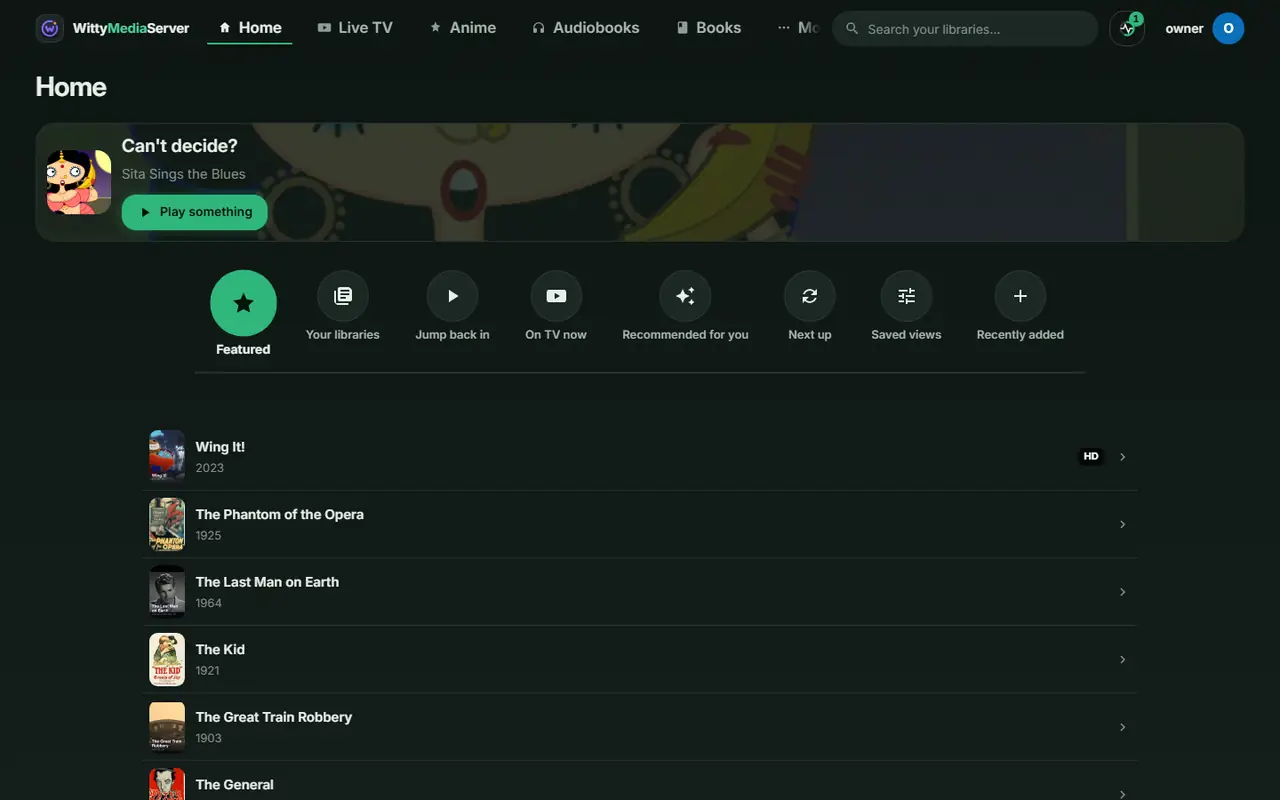 WittyMediaServer
Home
Live TV
Anime
Audiobooks
Books
Mo
Search your libraries...
1
owner
O
Home
Can't decide?
Sita Sings the Blues
Play something
Featured
Your libraries
Jump back in
On TV now
Recommended for you
Next up
Saved views
Recently added
Wing It!
2023
HD
The Phantom of the Opera
1925
The Last Man on Earth
1964
THE KID
The Kid
1921
The Great Train Robbery
1903
The General